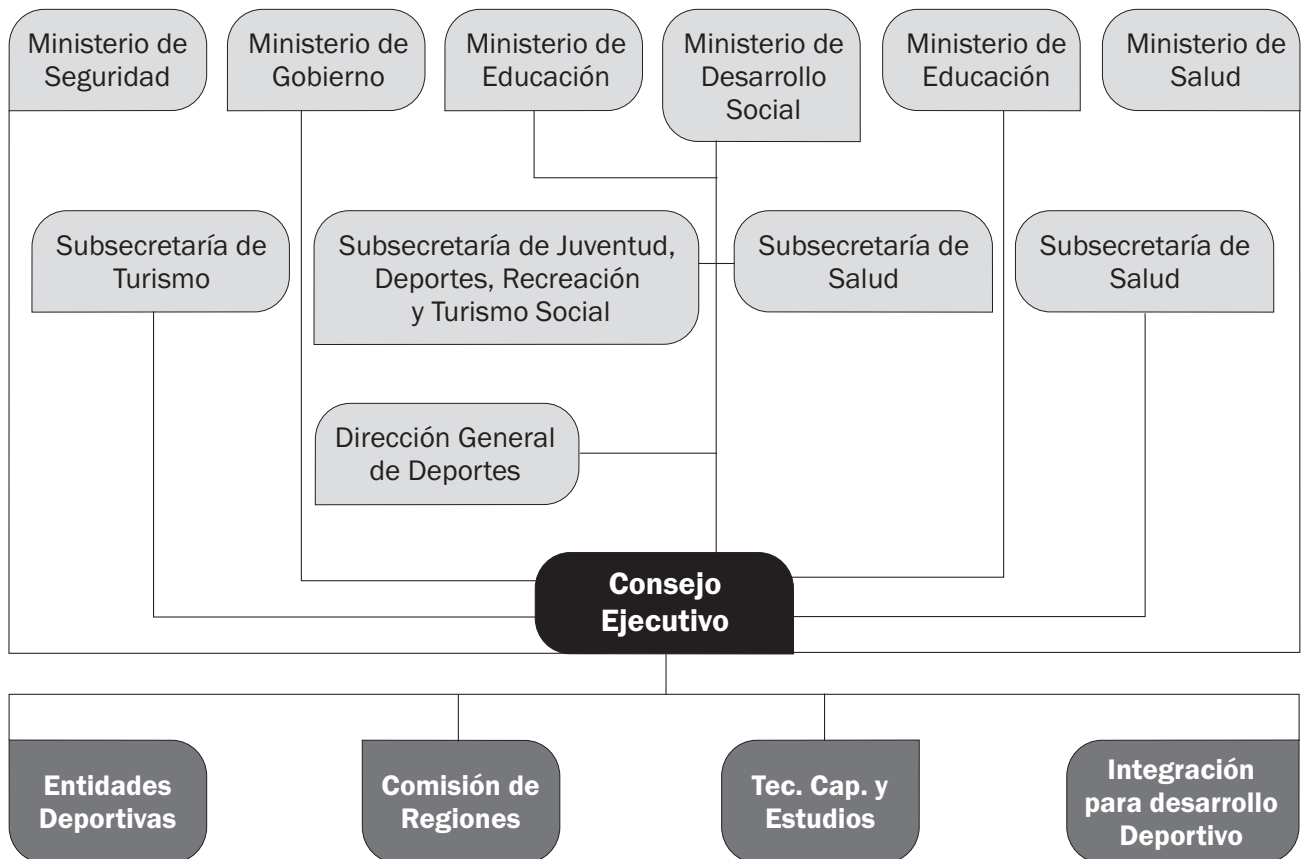 Ministerio de
Seguridad
Ministerio de
Gobierno
Ministerio de
Educación
Ministerio de
Desarrollo
Social
Ministerio de
Educación
Ministerio de
Salud
Subsecretaría de
Turismo
Subsecretaría de Juventud,
Deportes, Recreación
y Turismo Social
Subsecretaría de
Salud
Subsecretaría de
Salud
Dirección General
de Deportes
Consejo
Ejecutivo
Entidades
Deportivas
Comisión de
Regiones
Tec. Cap. y
Estudios
Integración
para desarrollo
Deportivo